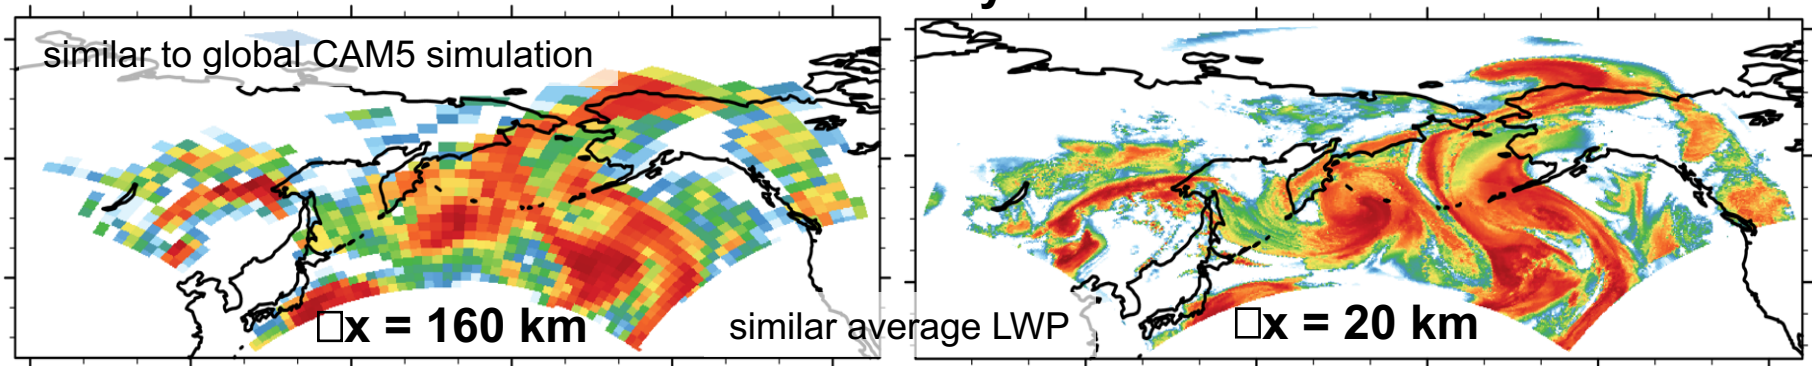 similar to global CAM5 simulation
□x = 160 km
similar average LWP
□x = 20 km